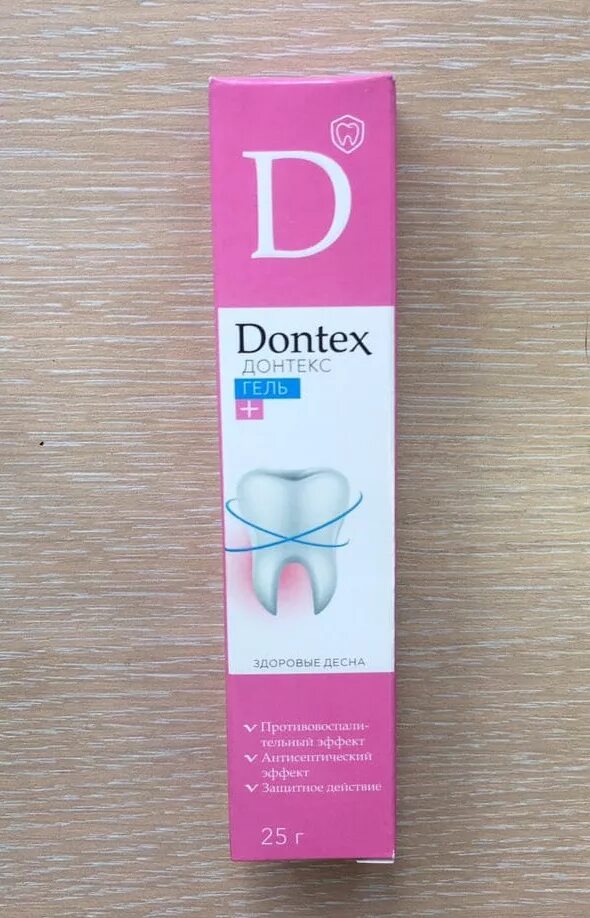 D
Dontex
ДОНТЕКС
ГЕЛЬ
+
ЗДОРОВЫЕ ДЕСНА
Противовоспали-
тельный эффект
Антисептический
эффект
Защитное действие
25 г